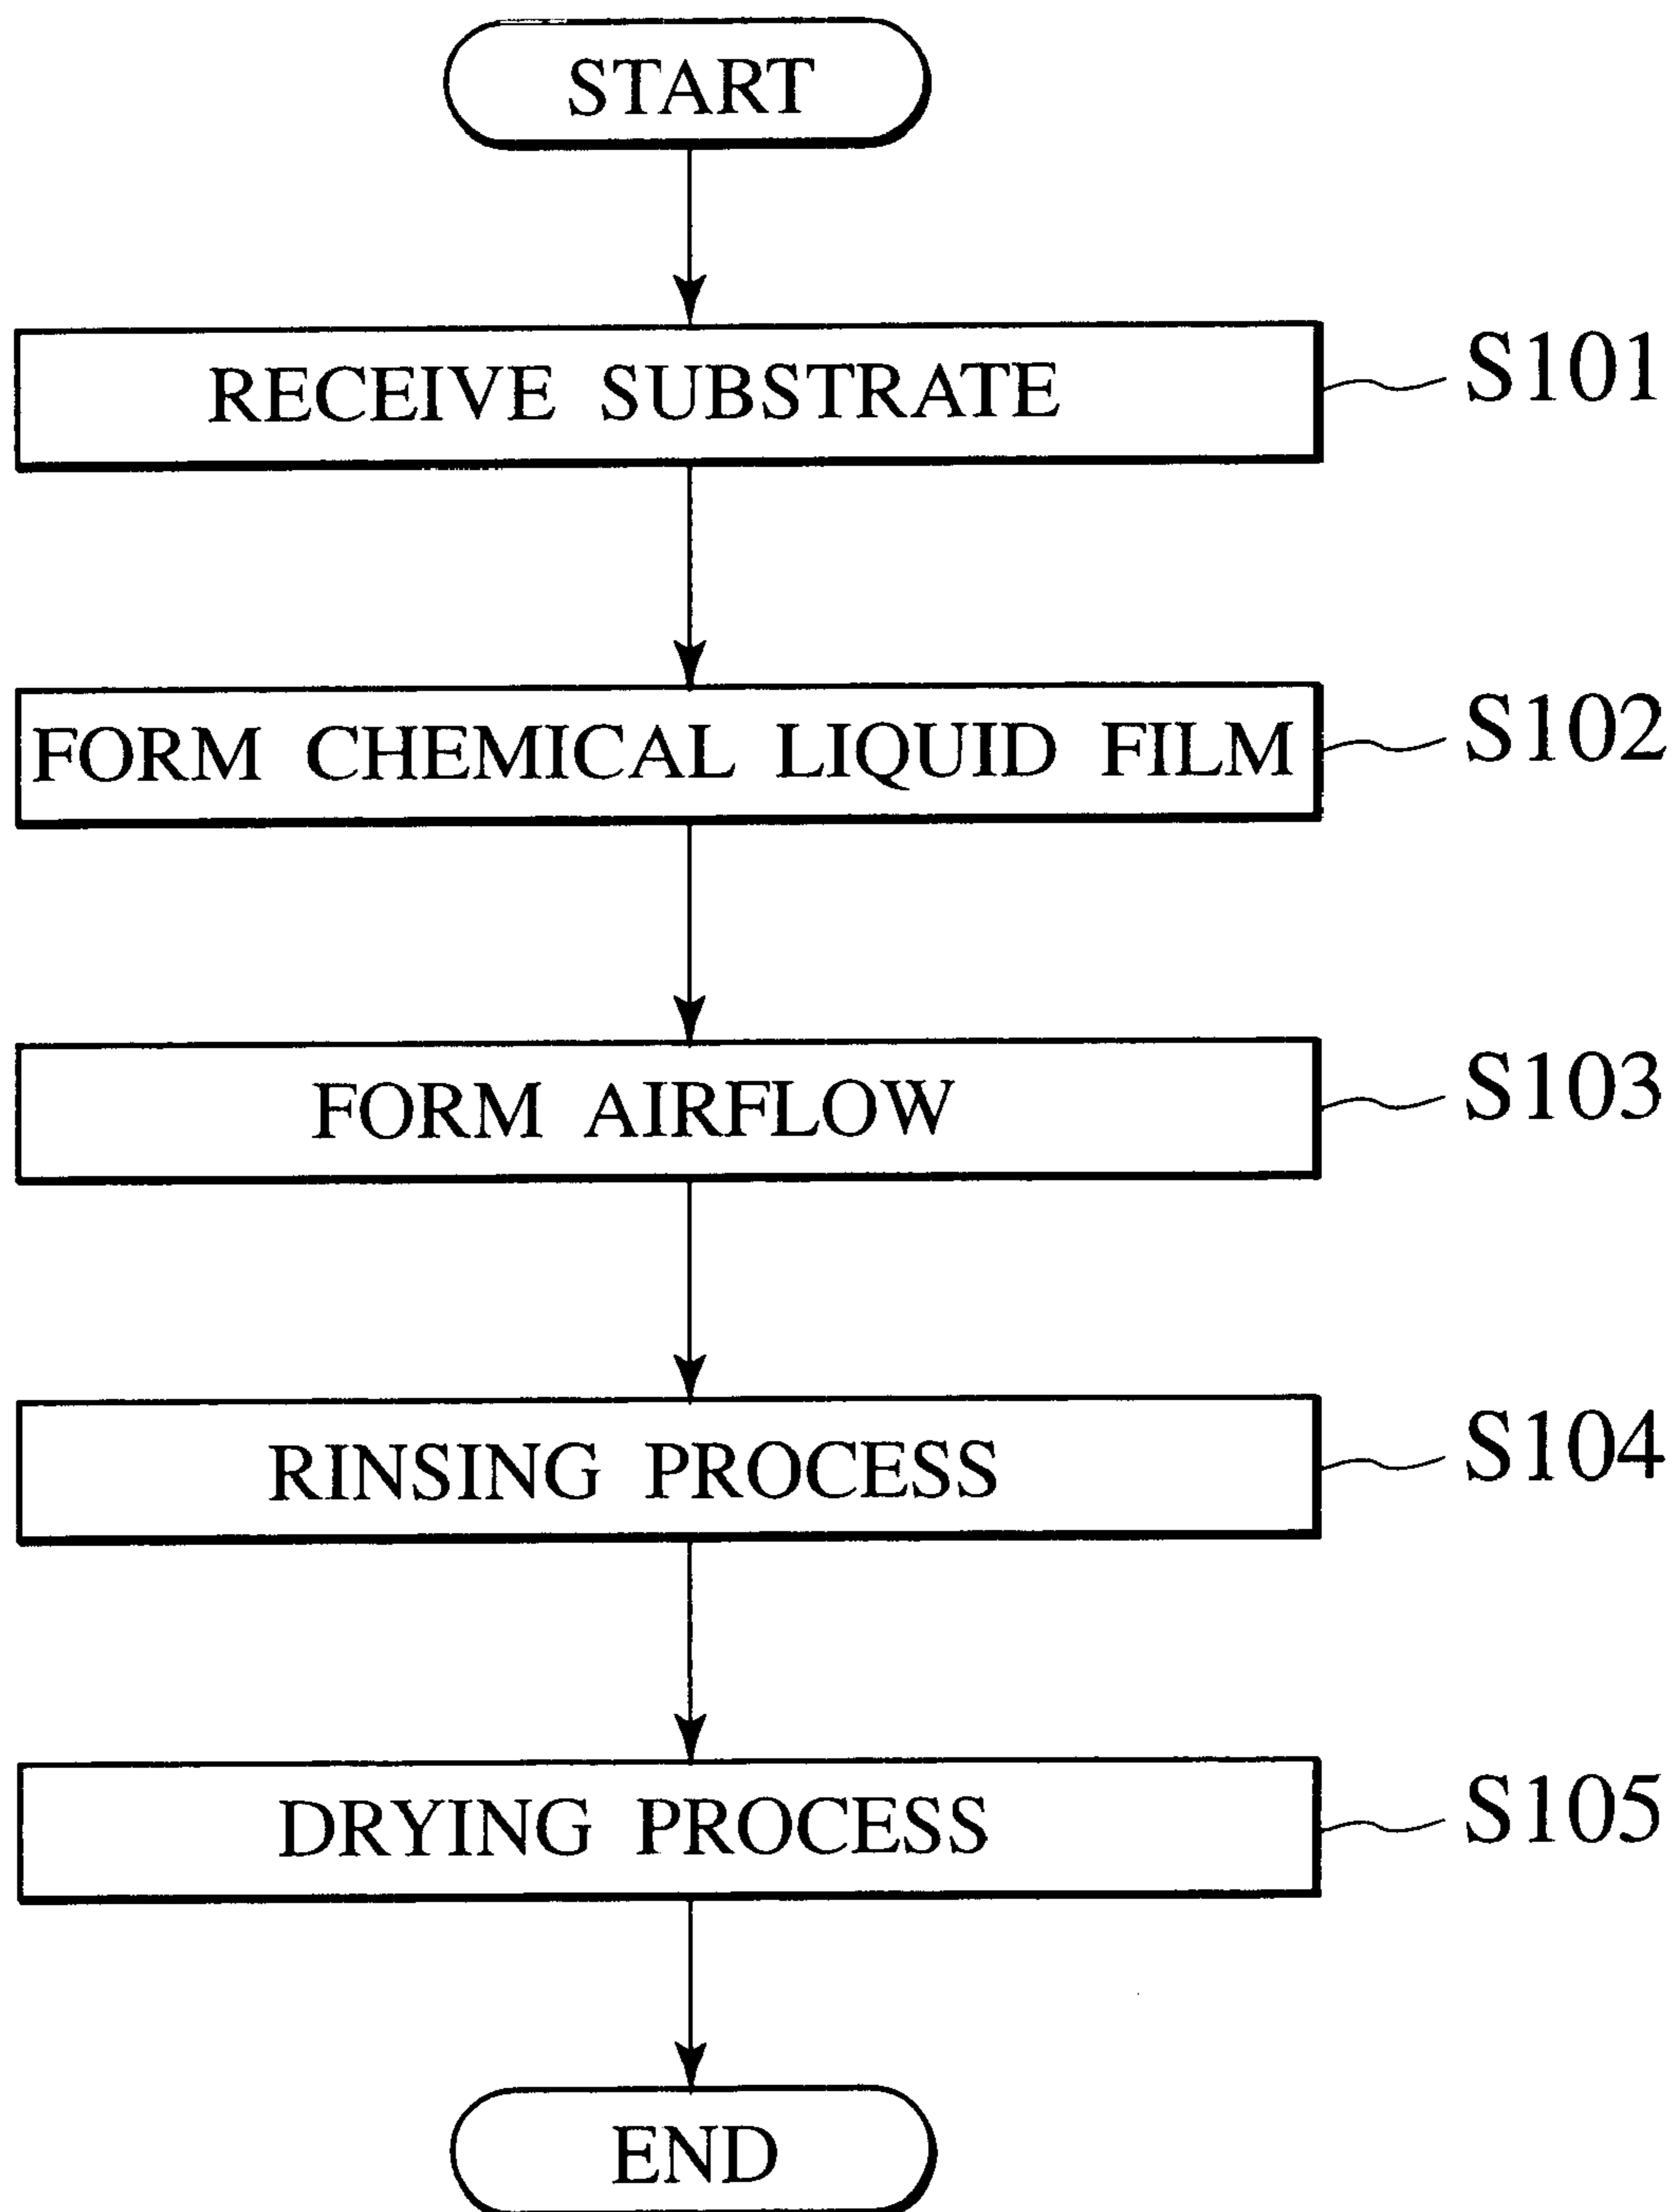 START
RECEIVE SUBSTRATE S101
FORM CHEMICAL LIQUID FILM S102
FORM AIRFLOW S103
RINSING PROCESS S104
DRYING PROCESS S105
END